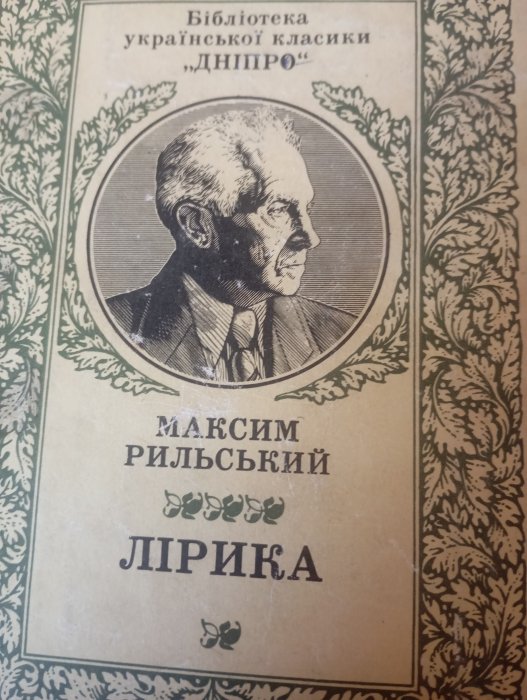 Бібліотека
української класики
„ДНІПРО“
МАКСИМ
РИЛЬСЬКИЙ
ЛІРИКА